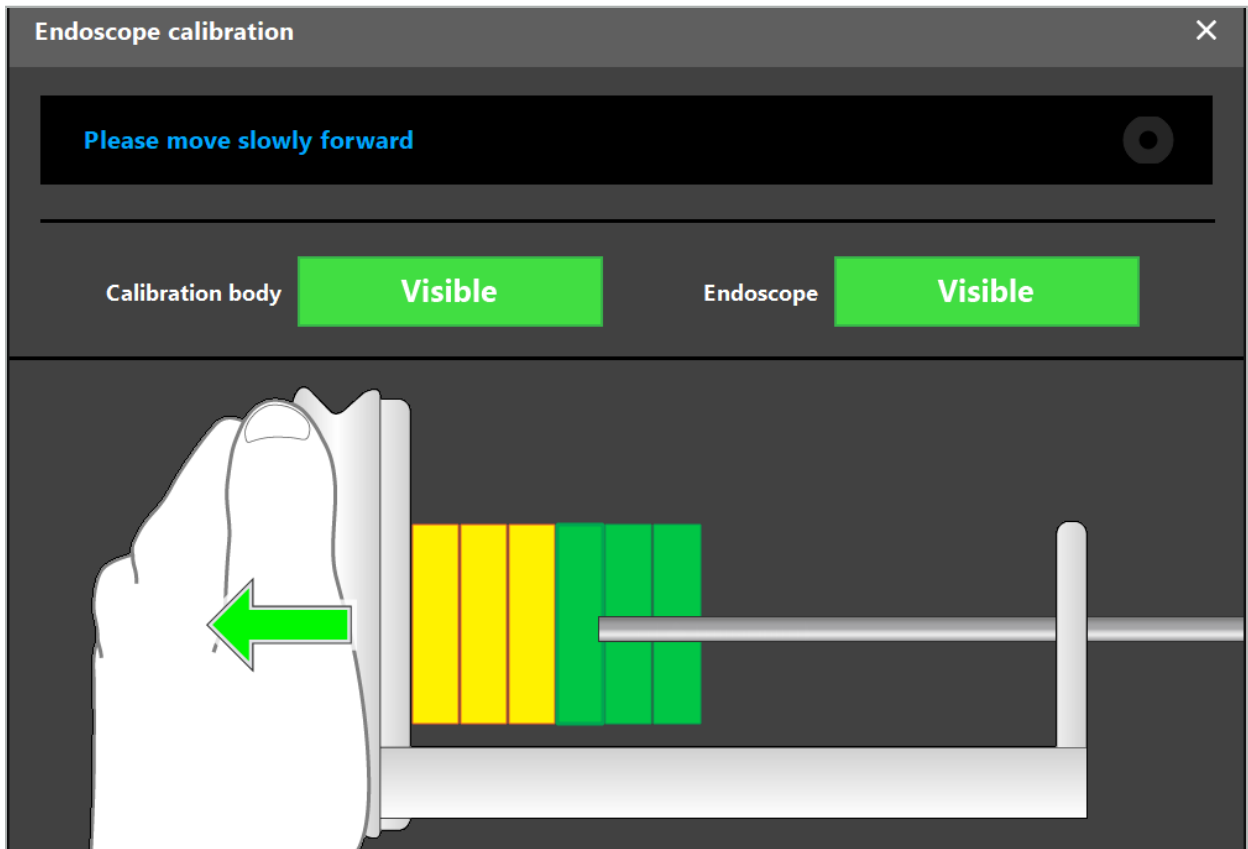 Endoscope calibration
Please move slowly forward
Calibration body Visible Endoscope Visible